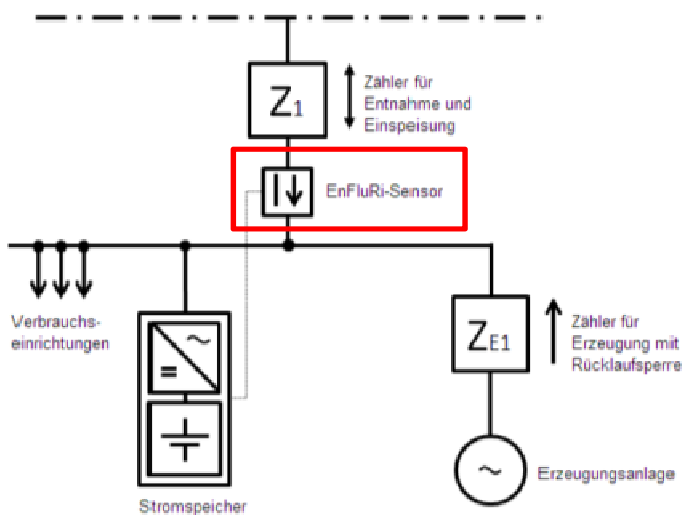 Z1
Zähler für
Entnahme und
Einspeisung
EnFluRi-Sensor
Verbrauchs-
einrichtungen
ZE1
Zähler für
Erzeugung mit
Rücklaufsperre
Erzeugungsanlage
Stromspeicher